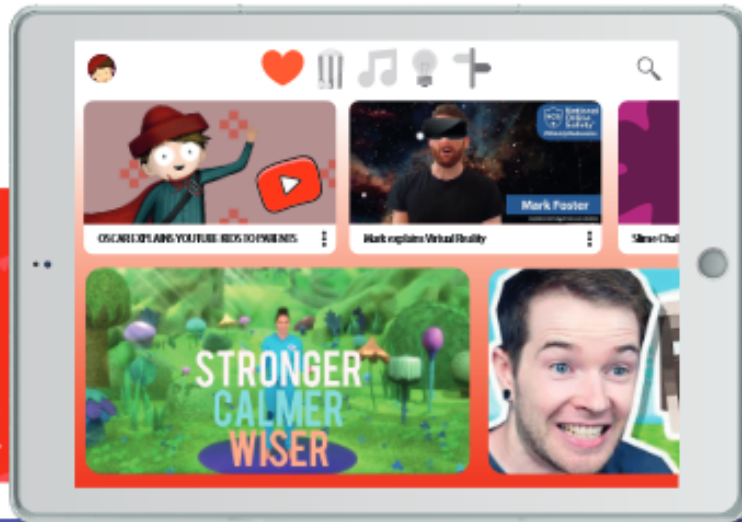 National
Online
Safety
Mark Foster
OSCAR EXPLAINS YOUTUBE KIDS TO PARENTS
Mark explains Virtual Reality
STRONGER
CALMER
WISER